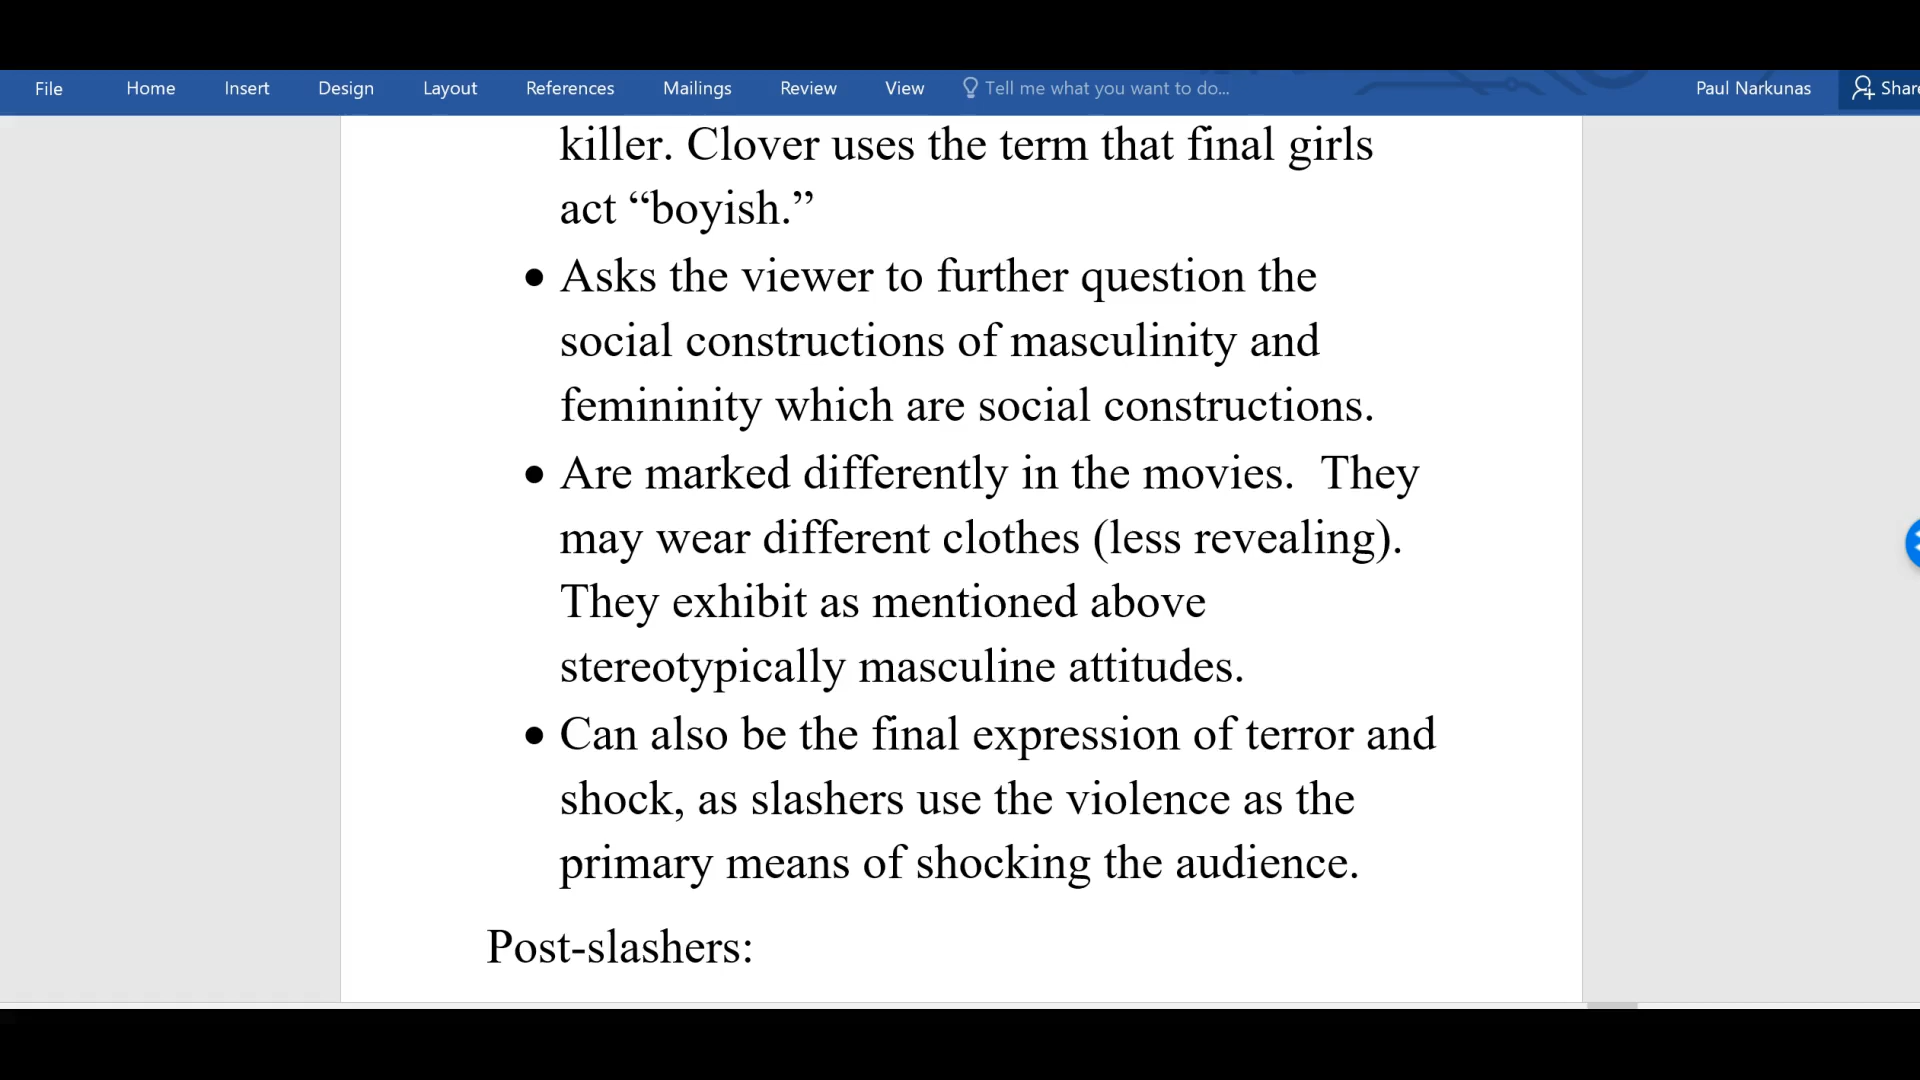 File Home Insert Design Layout References Mailings Review View Tell me what you want to do... Paul Narkunas Share
killer. Clover uses the term that final girls
act “boyish.”
• Asks the viewer to further question the
social constructions of masculinity and
femininity which are social constructions.
• Are marked differently in the movies.  They
may wear different clothes (less revealing).
They exhibit as mentioned above
stereotypically masculine attitudes.
• Can also be the final expression of terror and
shock, as slashers use the violence as the
primary means of shocking the audience.
Post-slashers: